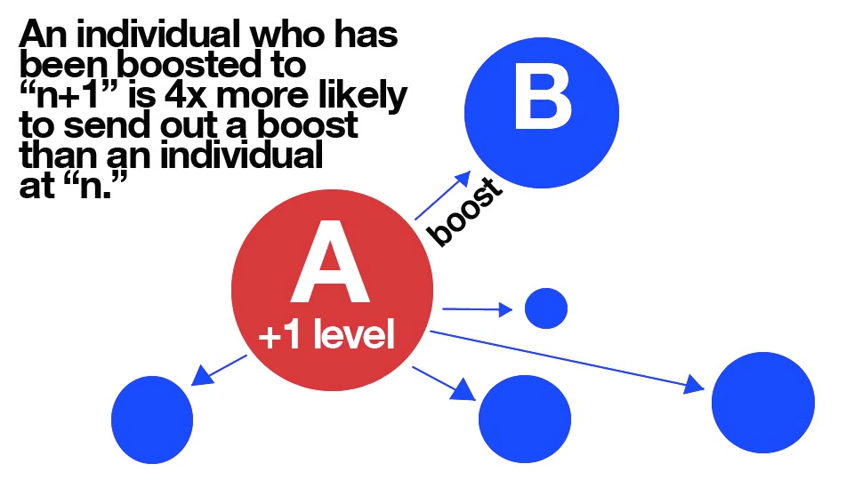 An individual who has
been boosted to
“n+1” is 4x more likely
to send out a boost
than an individual
at “n.”
B
boost
A
+1 level